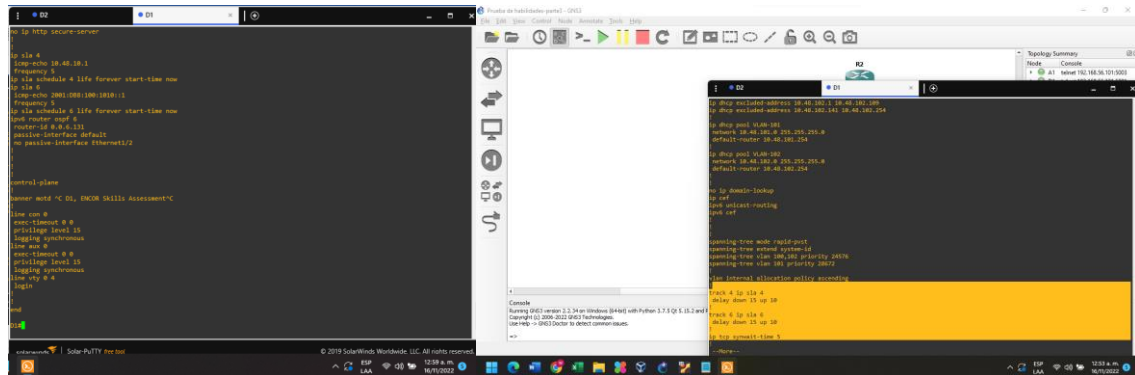 D2
D1
no ip http secure-server
!
!
ip sla 4
icmp-echo 10.48.10.1
frequency 5
ip sla schedule 4 life forever start-time now
ip sla 6
icmp-echo 2001:DB8:100:1010::1
frequency 5
ip sla schedule 6 life forever start-time now
ipv6 router ospf 6
router-id 0.0.6.131
passive-interface default
no passive-interface Ethernet1/2
!
!
!
!
control-plane
!
banner motd ^C D1, ENCOR Skills Assessment^C
!
line con 0
exec-timeout 0 0
privilege level 15
logging synchronous
line aux 0
exec-timeout 0 0
privilege level 15
logging synchronous
line vty 0 4
login
!
!
end
D1#
solarwinds
Solar-PuTTY free tool
© 2019 SolarWinds Worldwide, LLC. All rights reserved.
ESP
LAA
12:59 a. m.
16/11/2022
Prueba de habilidades-parte1 - GNS3
File Edit View Control Node Annotate Tools Help
R2
Topology Summary
Node Console
A1 telnet 192.168.56.101:5003
D2
D1
ip dhcp excluded-address 10.48.102.1 10.48.102.109
ip dhcp excluded-address 10.48.102.141 10.48.102.254
!
ip dhcp pool VLAN-101
network 10.48.101.0 255.255.255.0
default-router 10.48.101.254
!
ip dhcp pool VLAN-102
network 10.48.102.0 255.255.255.0
default-router 10.48.102.254
!
!
no ip domain-lookup
ip cef
ipv6 unicast-routing
ipv6 cef
!
!
spanning-tree mode rapid-pvst
spanning-tree extend system-id
spanning-tree vlan 100,102 priority 24576
spanning-tree vlan 101 priority 28672
!
vlan internal allocation policy ascending
!
track 4 ip sla 4
delay down 15 up 10
!
track 6 ip sla 6
delay down 15 up 10
!
ip tcp synwait-time 5
--More--
Console
Running GNS3 version 2.2.34 on Windows (64-bit) with Python 3.7.5 Qt 5.15.2 and
Copyright (c) 2006-2022 GNS3 Technologies.
Use Help -> GNS3 Doctor to detect common issues.
=>
ESP
LAA
12:53 a. m.
16/11/2022